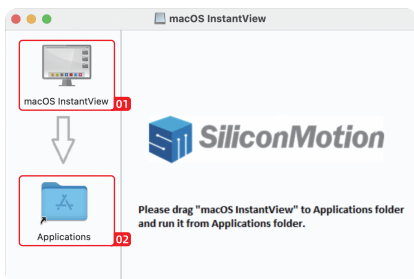 macOS InstantView
macOS InstantView
01
SiliconMotion
Please drag "macOS InstantView" to Applications folder
and run it from Applications folder.
Applications
02